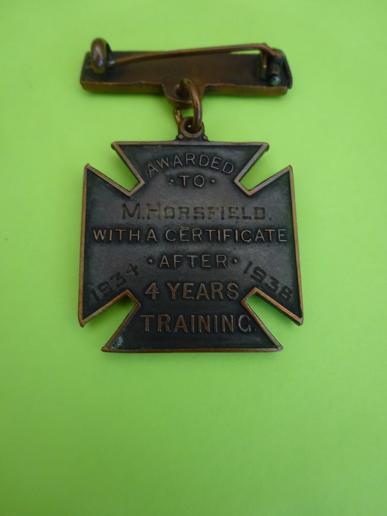 AWARDED
·TO·
M. HORSFIELD.
WITH A CERTIFICATE
·AFTER·
1934 1938
4 YEARS
TRAINING.